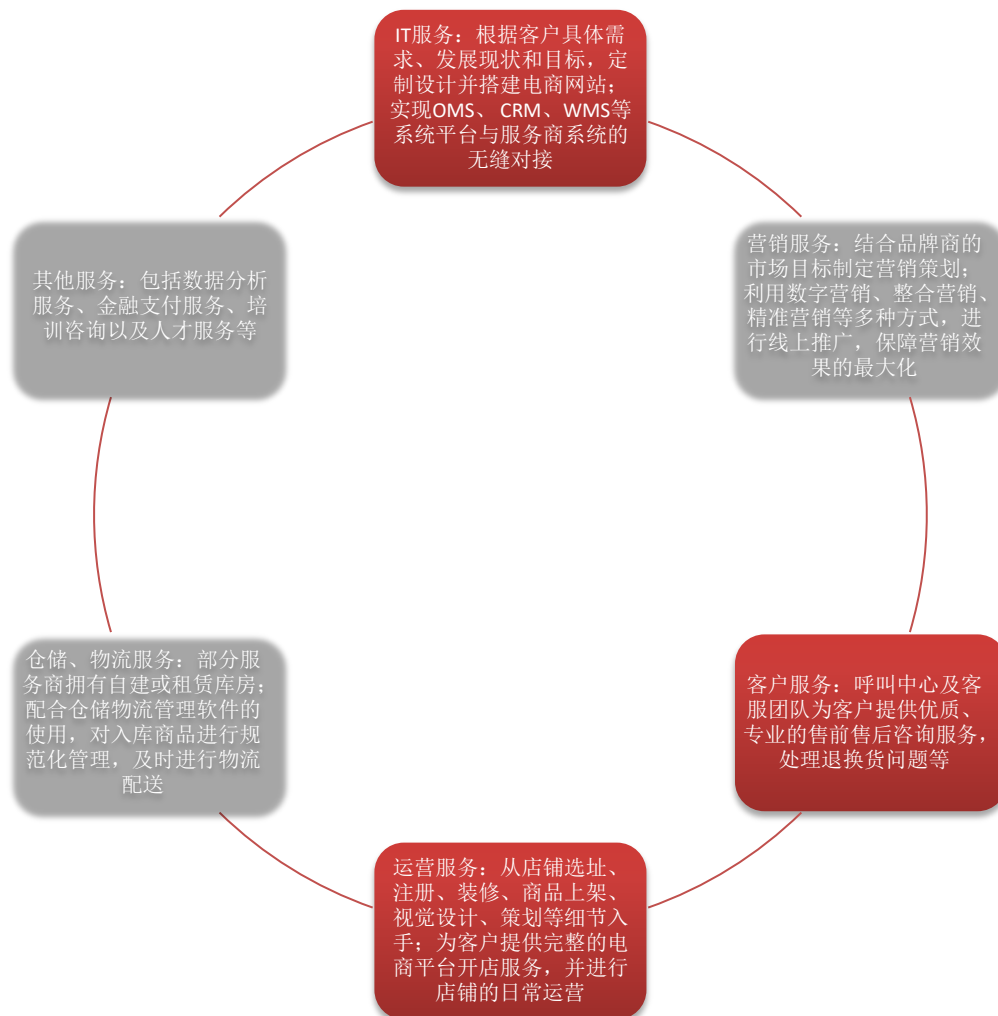 IT服务：根据客户具体需
求、发展现状和目标，定
制设计并搭建电商网站；
实现OMS、CRM、WMS等
系统平台与服务商系统的
无缝对接
营销服务：结合品牌商的
市场目标制定营销策划；
利用数字营销、整合营销、
精准营销等多种方式，进
行线上推广，保障营销效
果的最大化
客户服务：呼叫中心及客
服团队为客户提供优质、
专业的售前售后咨询服务，
处理退换货问题等
运营服务：从店铺选址、
注册、装修、商品上架、
视觉设计、策划等细节入
手；为客户提供完整的电
商平台开店服务，并进行
店铺的日常运营
仓储、物流服务：部分服
务商拥有自建或租赁库房；
配合仓储物流管理软件的
使用，对入库商品进行规
范化管理，及时进行物流
配送
其他服务：包括数据分析
服务、金融支付服务、培
训咨询以及人才服务等